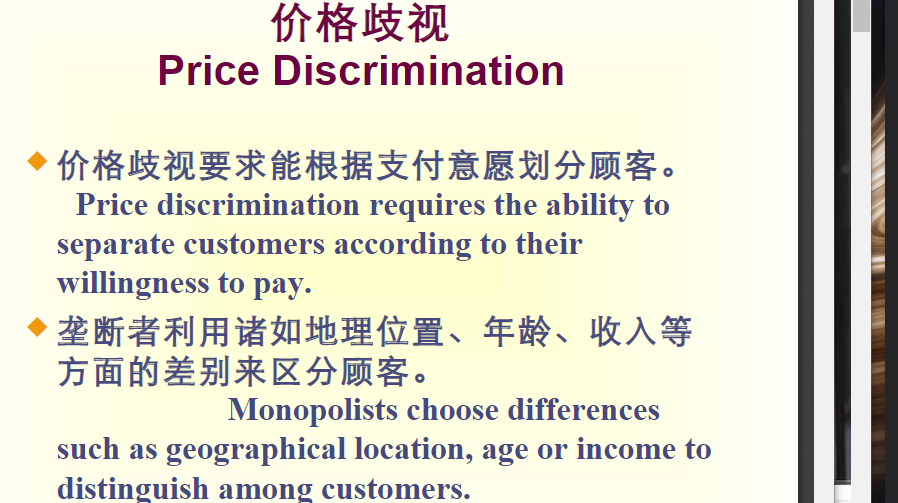 价格歧视
Price Discrimination
价格歧视要求能根据支付意愿划分顾客。
Price discrimination requires the ability to
separate customers according to their
willingness to pay.
垄断者利用诸如地理位置、年龄、收入等
方面的差别来区分顾客。
Monopolists choose differences
such as geographical location, age or income to
distinguish among customers.